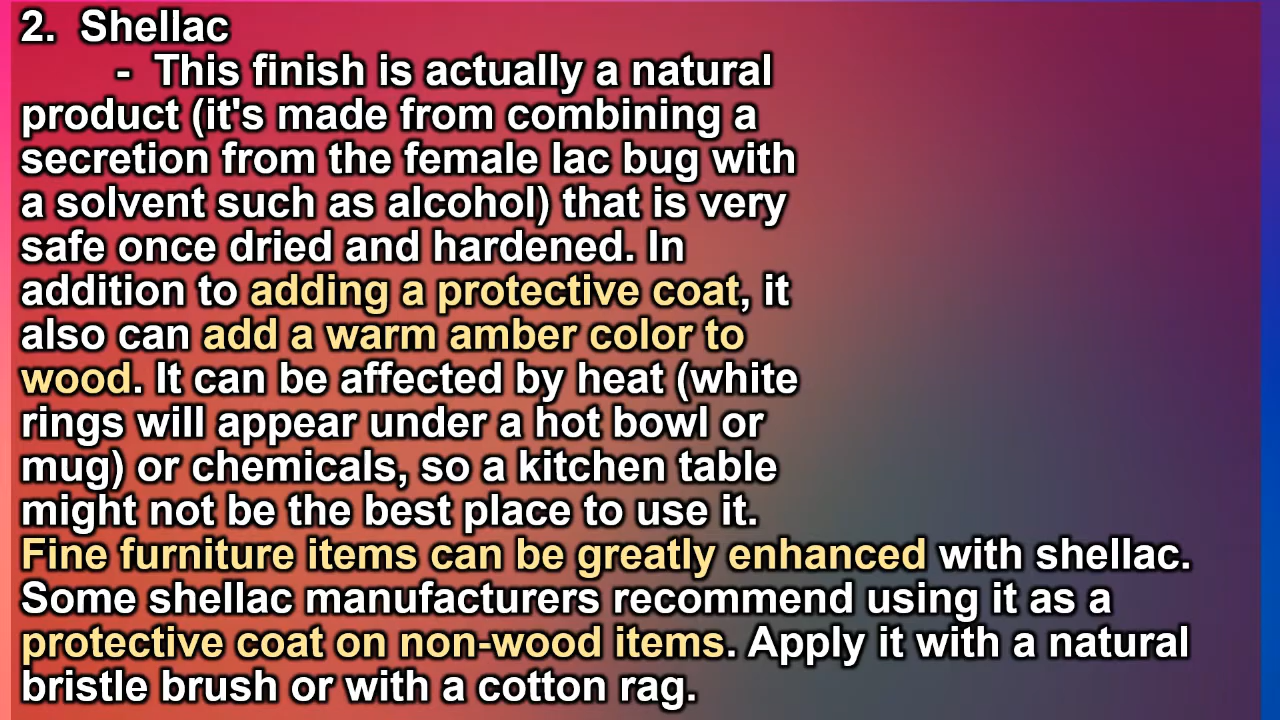 2.  Shellac
-  This finish is actually a natural
product (it's made from combining a
secretion from the female lac bug with
a solvent such as alcohol) that is very
safe once dried and hardened. In
addition to adding a protective coat, it
also can add a warm amber color to
wood. It can be affected by heat (white
rings will appear under a hot bowl or
mug) or chemicals, so a kitchen table
might not be the best place to use it.
Fine furniture items can be greatly enhanced with shellac.
Some shellac manufacturers recommend using it as a
protective coat on non-wood items. Apply it with a natural
bristle brush or with a cotton rag.